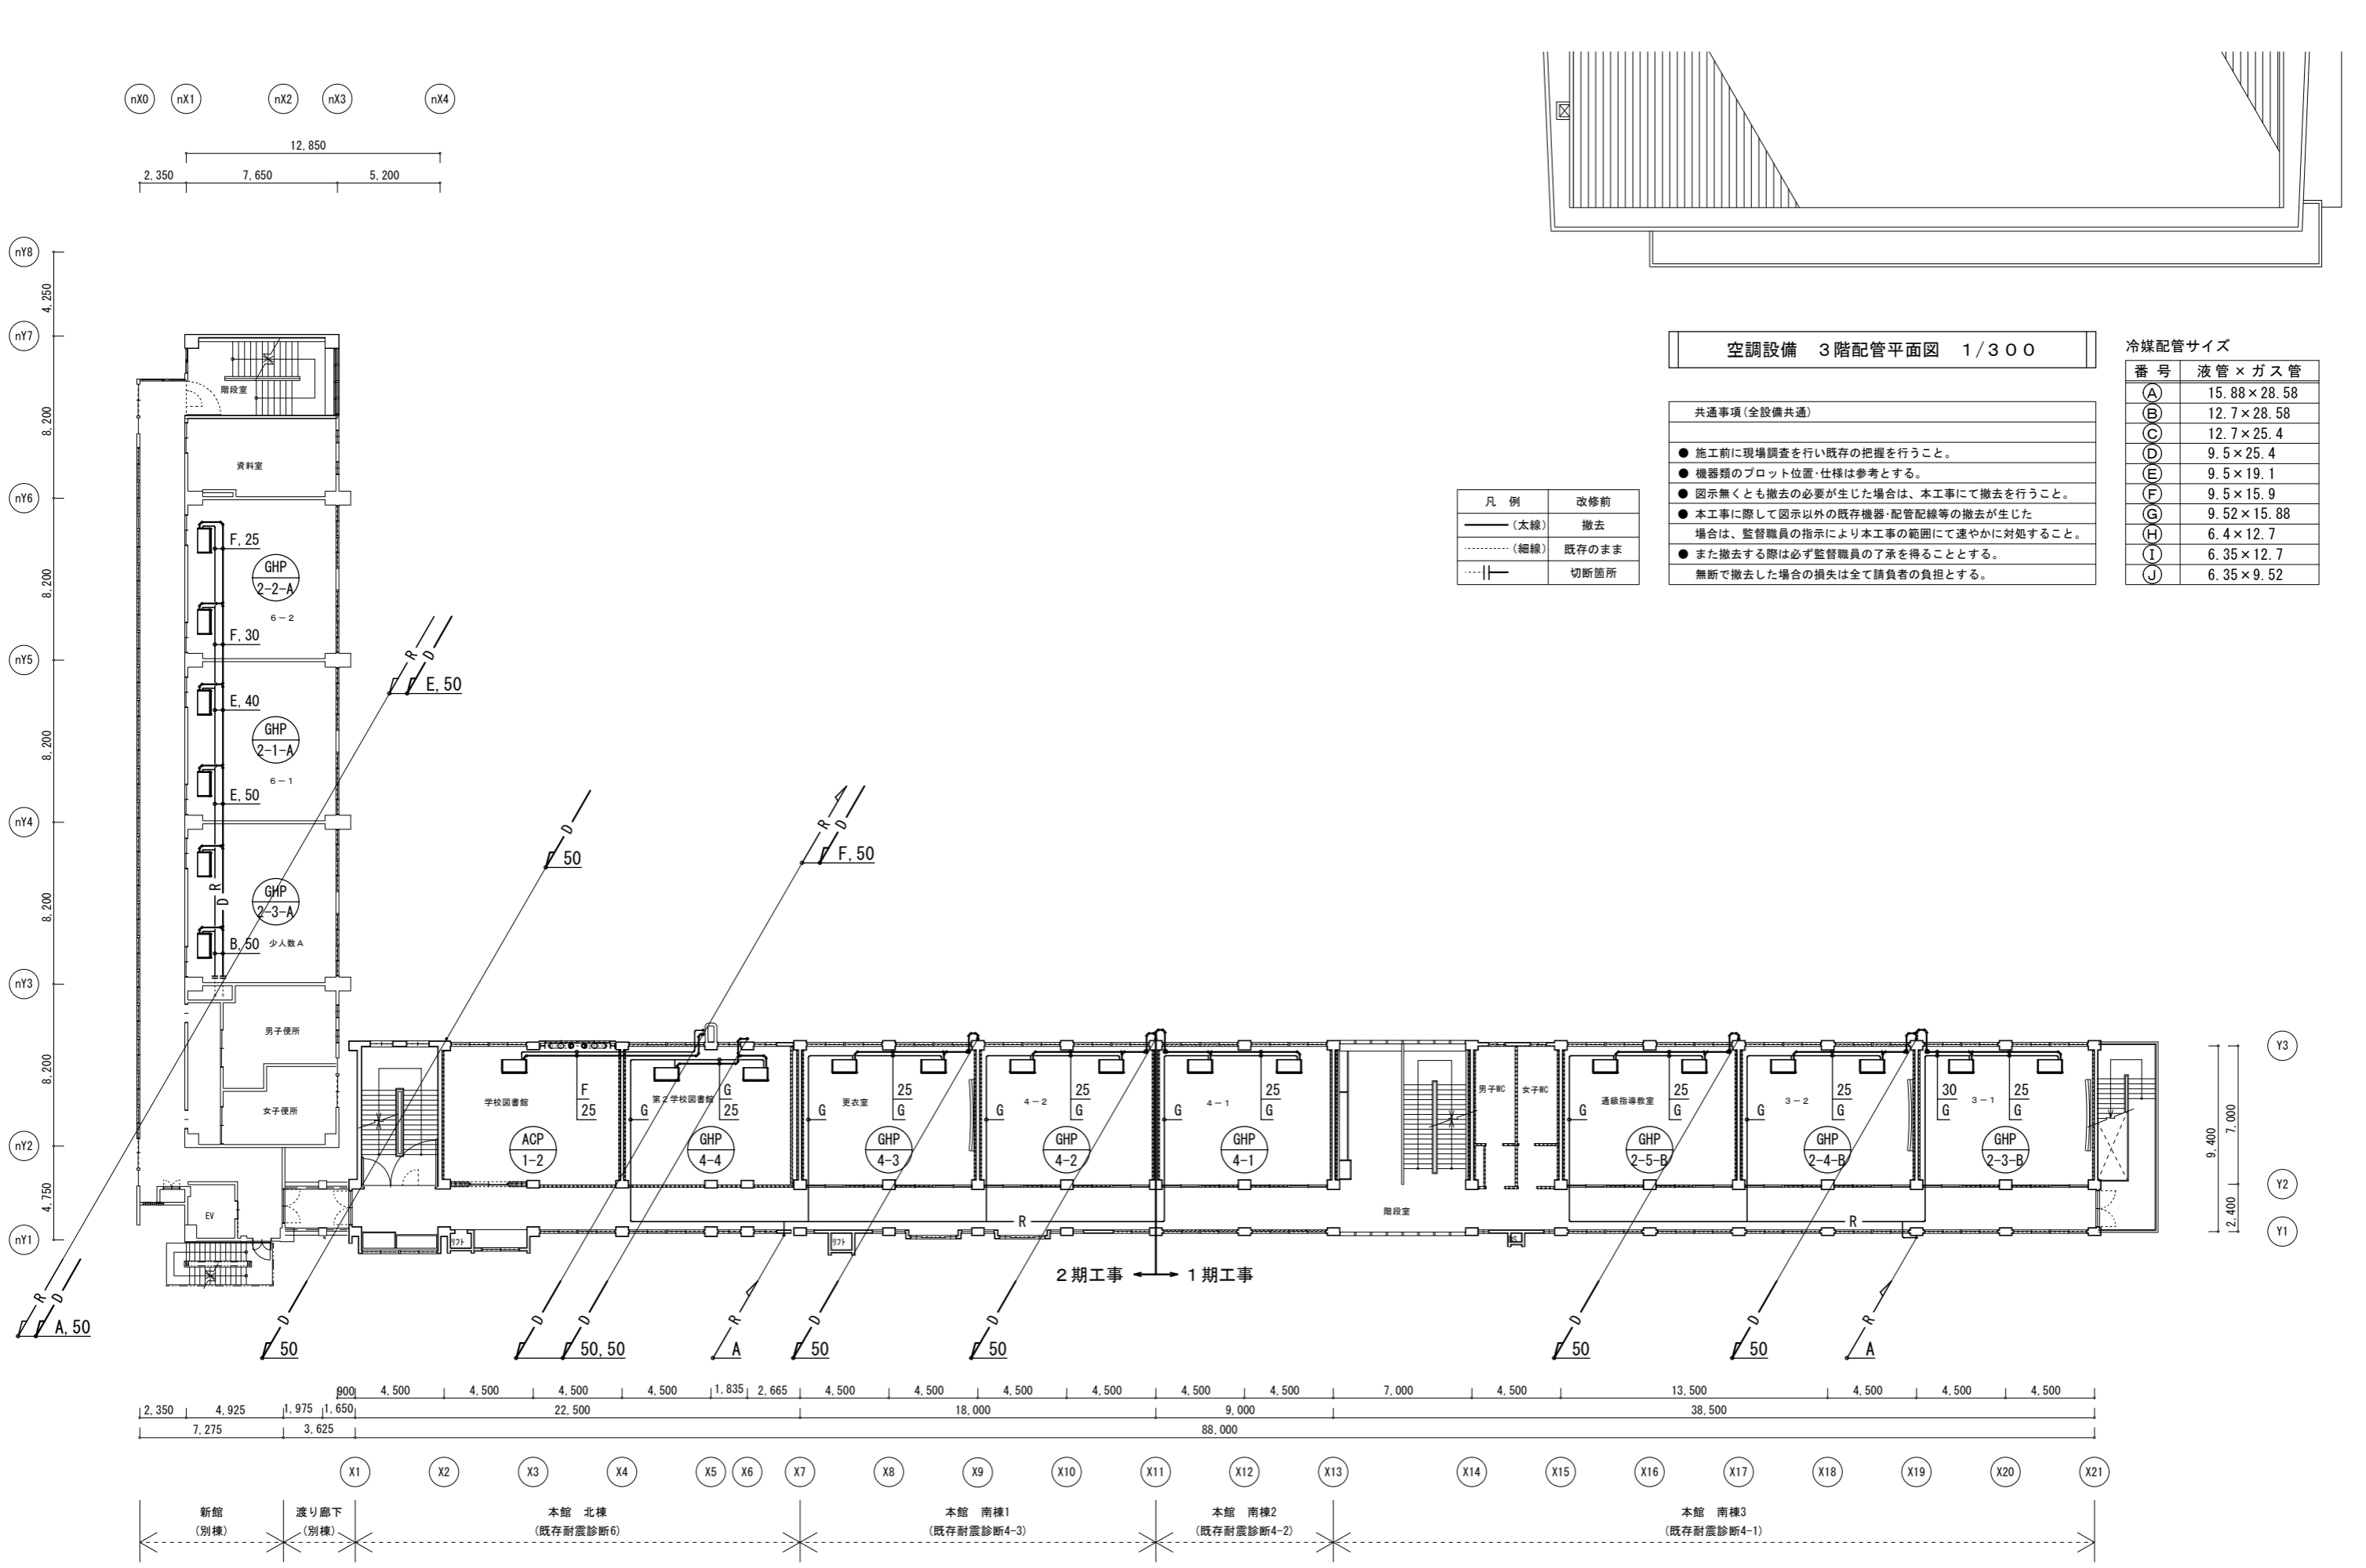 nX0 nX1 nX2 nX3 nX4
12,850
2,350 7,650 5,200
nY8
4,250
nY7
8,200
nY6
8,200
nY5
8,200
nY4
8,200
nY3
8,200
nY2
4,750
nY1
空調設備 3階配管平面図 1/300
共通事項(全設備共通)
● 施工前に現場調査を行い既存の把握を行うこと。
● 機器類のプロット位置・仕様は参考とする。
● 図示無くとも撤去の必要が生じた場合は、本工事にて撤去を行うこと。
● 本工事に際して図示以外の既存機器・配管配線等の撤去が生じた
場合は、監督職員の指示により本工事の範囲にて速やかに対処すること。
● また撤去する際は必ず監督職員の了承を得ることとする。
無断で撤去した場合の損失は全て請負者の負担とする。
凡 例 改修前
(太線) 撤去
(細線) 既存のまま
切断箇所
冷媒配管サイズ
番 号 液管×ガス管
A 15.88×28.58
B 12.7×28.58
C 12.7×25.4
D 9.5×25.4
E 9.5×19.1
F 9.5×15.9
G 9.52×15.88
H 6.4×12.7
I 6.35×12.7
J 6.35×9.52
階段室
資料室
F,25
GHP
2-2-A
6-2
F,30
E,40
GHP
2-1-A
6-1
E,50
GHP
2-3-A
R
D
B,50 少人数A
男子便所
女子便所
EV
R D
E,50
D
50
R D
F,50
R D
A,50
学校図書館
F
25
ACP
1-2
リフト
第2学校図書館
G
G
25
GHP
4-4
更衣室
G
25
G
GHP
4-3
リフト
4-2
G
25
G
GHP
4-2
4-1
G
25
G
GHP
4-1
R
階段室
男子WC 女子WC
通級指導教室
G
25
G
GHP
2-5-B
3-2
G
25
G
GHP
2-4-B
30
G
3-1
25
G
GHP
2-3-B
R
Y3
7,000
9,400
Y2
2,400
Y1
2期工事 1期工事
D
50
D D
50,50
R
A
D
50
D
50
D
50
D
50
R
A
900 4,500 4,500 4,500 4,500 1,835 2,665 4,500 4,500 4,500 4,500 4,500 4,500 7,000 4,500 13,500 4,500 4,500 4,500
2,350 4,925 1,975 1,650 22,500 18,000 9,000 38,500
7,275 3,625 88,000
X1 X2 X3 X4 X5 X6 X7 X8 X9 X10 X11 X12 X13 X14 X15 X16 X17 X18 X19 X20 X21
新館 渡り廊下 本館 北棟 本館 南棟1 本館 南棟2 本館 南棟3
(別棟) (別棟) (既存耐震診断6) (既存耐震診断4-3) (既存耐震診断4-2) (既存耐震診断4-1)